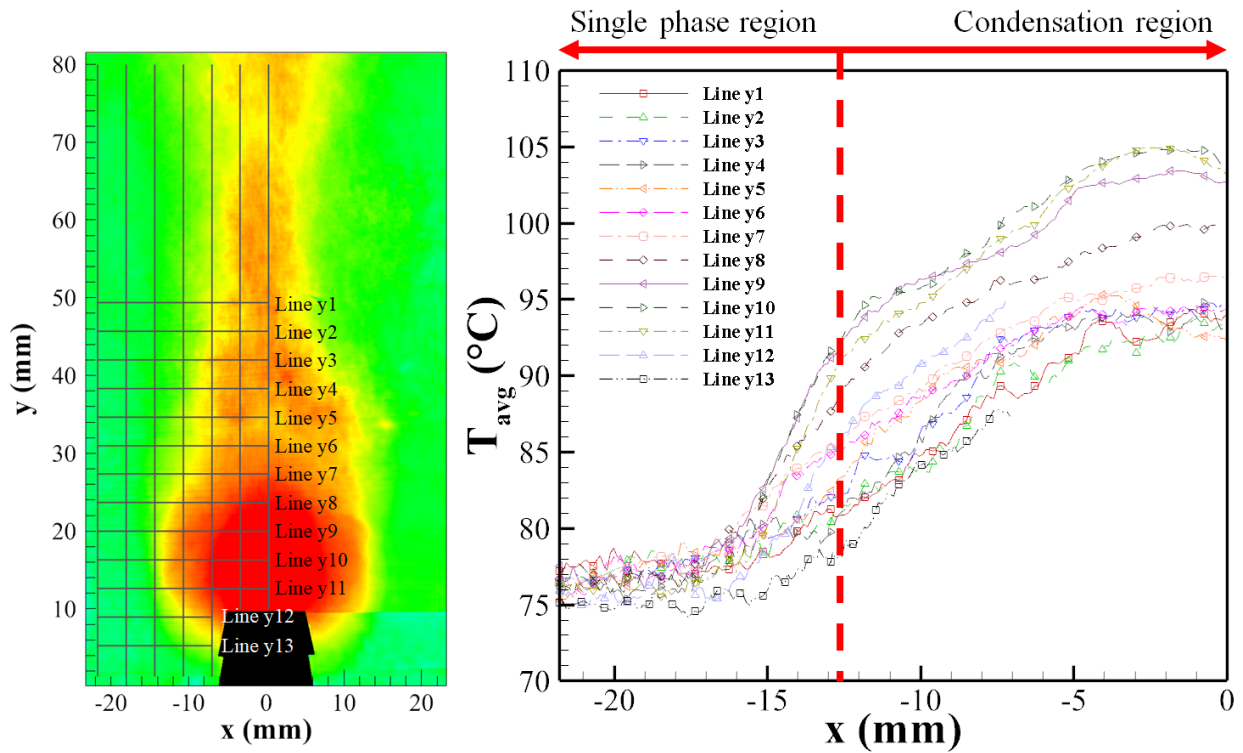 Single phase region
Condensation region
80
70
60
50
40
30
20
10
y (mm)
Line y1
Line y2
Line y3
Line y4
Line y5
Line y6
Line y7
Line y8
Line y9
Line y10
Line y11
Line y12
Line y13
-20
-10
0
10
20
x (mm)
110
105
100
95
90
85
80
75
70
T_avg (°C)
Line y1
Line y2
Line y3
Line y4
Line y5
Line y6
Line y7
Line y8
Line y9
Line y10
Line y11
Line y12
Line y13
-20
-15
-10
-5
0
x (mm)